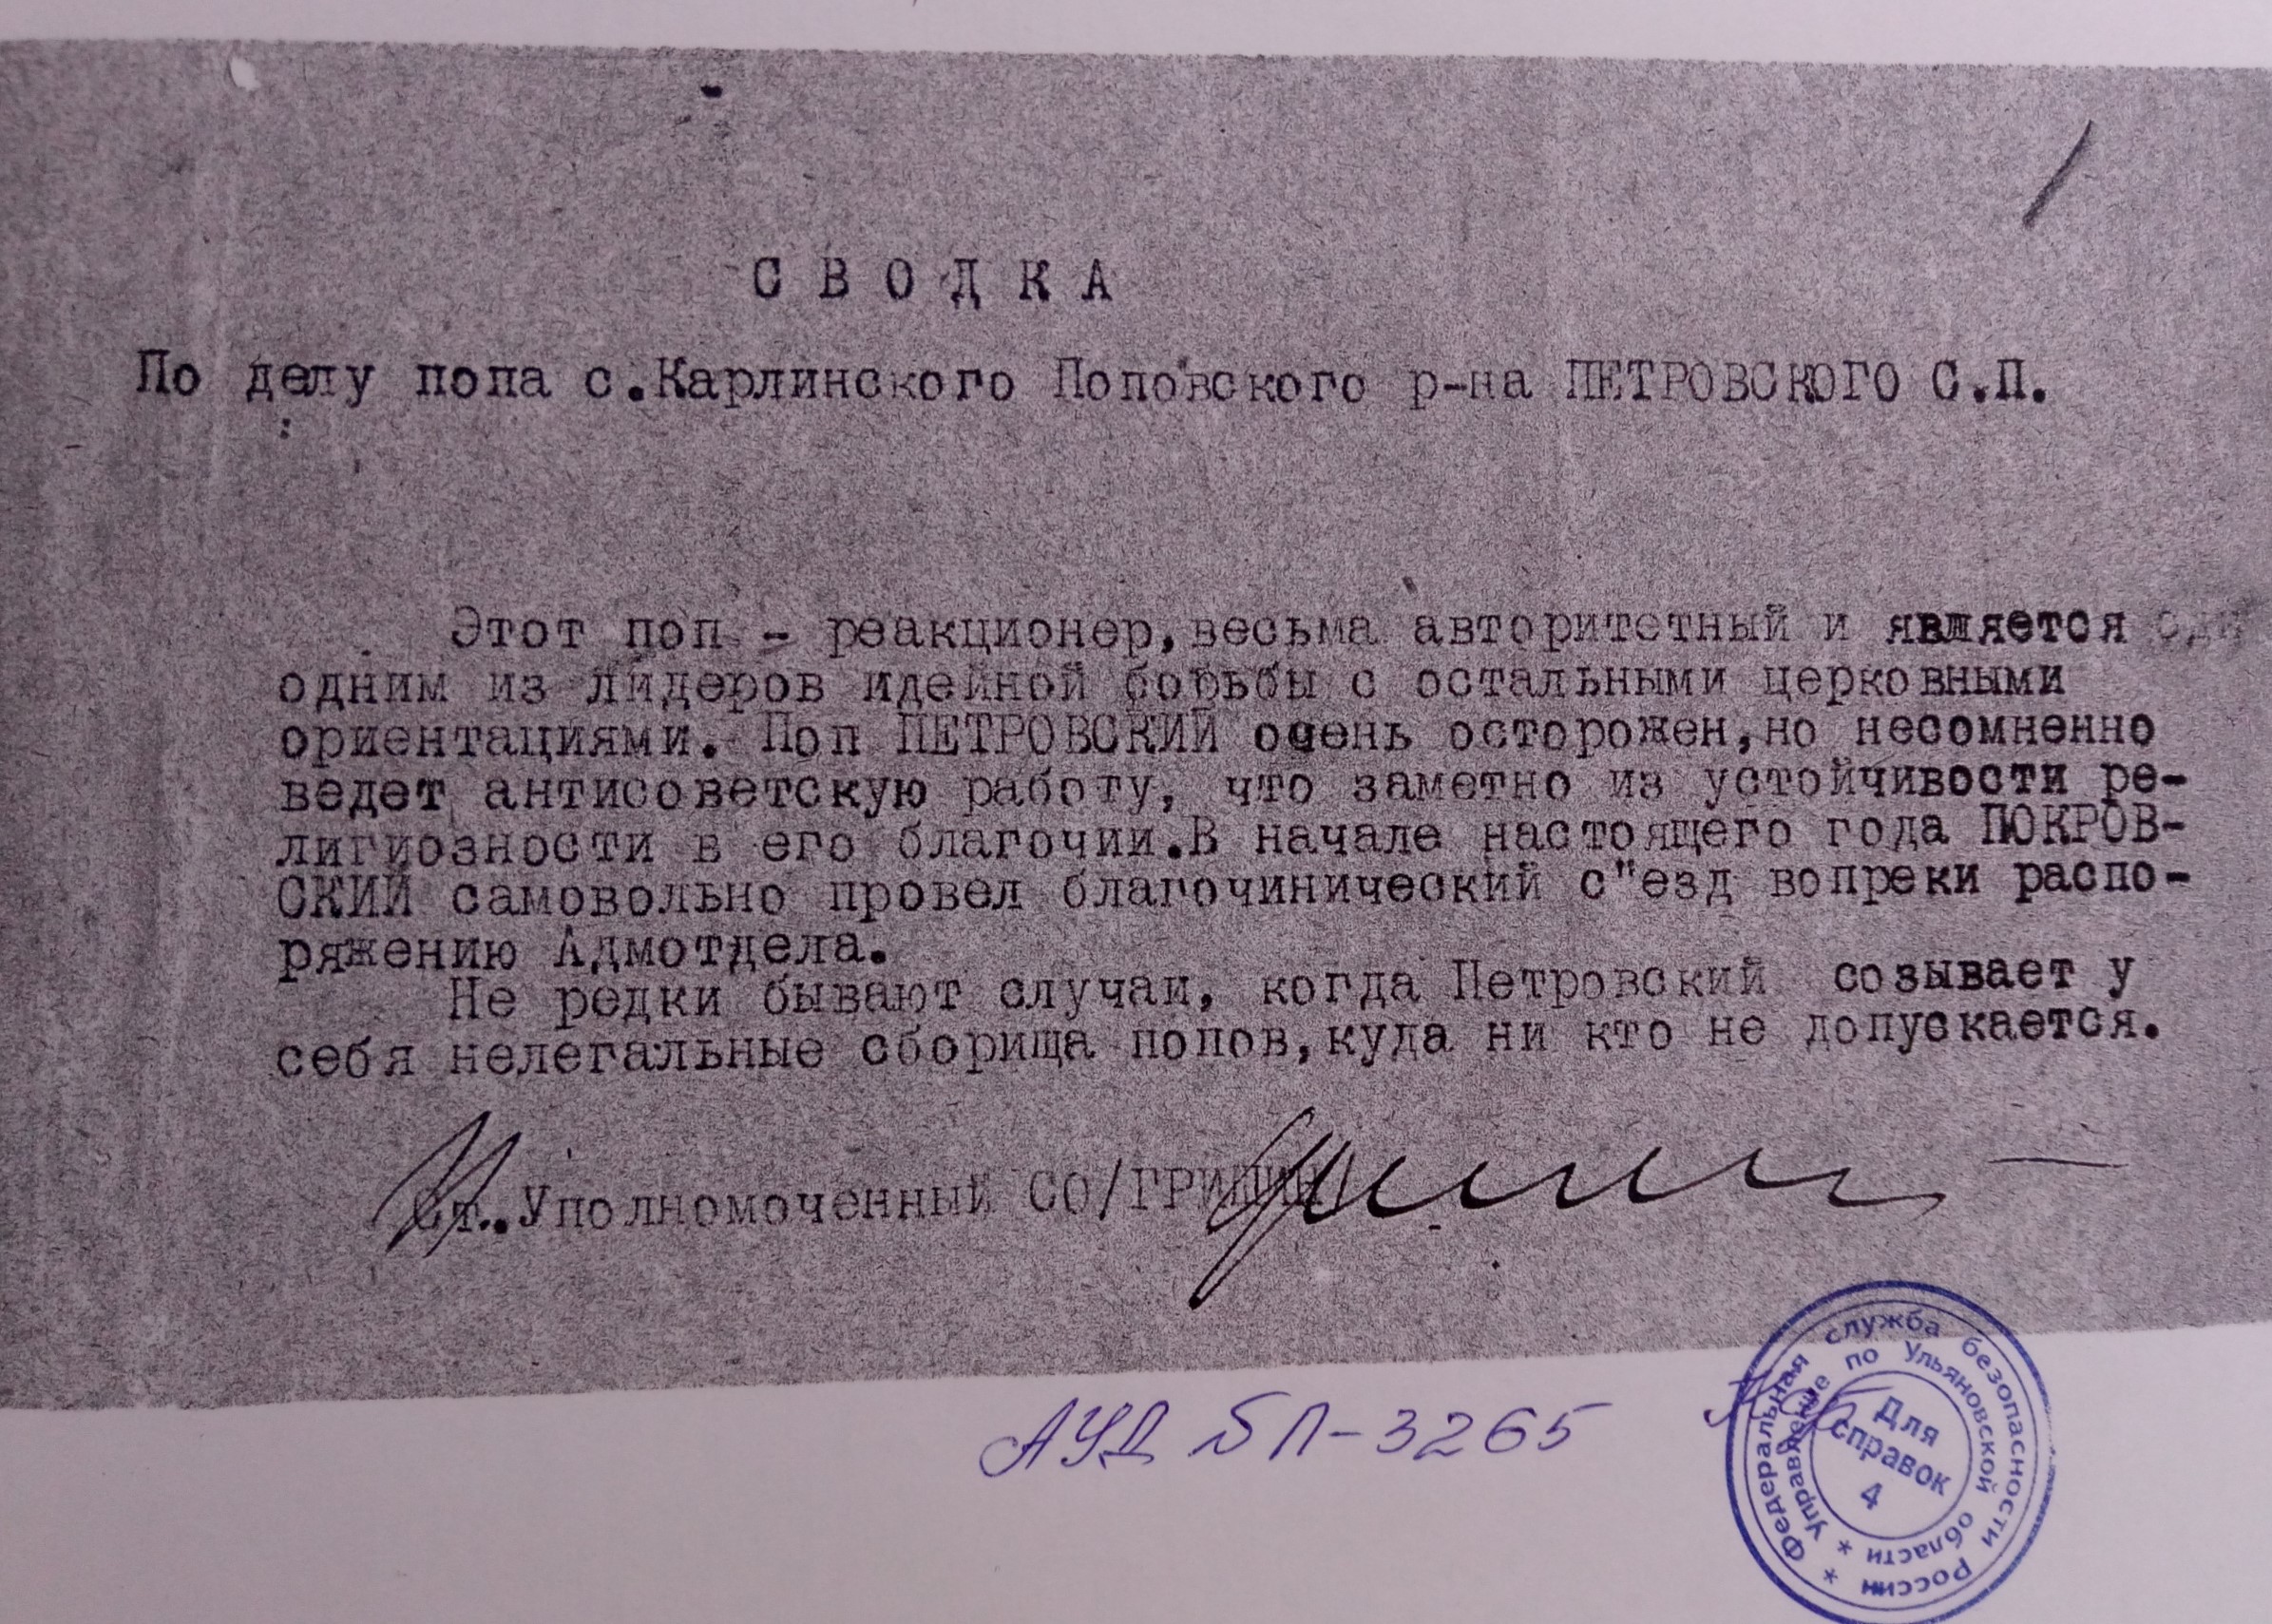 С В О Д К А
По делу попа с.Карлинского Поповского р-на ПЕТРОВСКОГО С.П.
Этот поп - реакционер,весьма авторитетный и является
одним из лидеров идейной борьбы с остальными церковными
ориентациями. Поп ПЕТРОВСКИЙ очень осторожен,но несомненно
ведет антисоветскую работу, что заметно из устойчивости ре-
лигиозности в его благочии.В начале настоящего года ПОКРОВ-
СКИЙ самовольно провел благочинический с"езд вопреки распо-
ряжению Адмотдела.
Не редки бывают случаи, когда Петровский созывает у
себя нелегальные сборища попов,куда ни кто не допускается.
Ст..Уполномоченный СО/ГРИШИН/
АУД № П-3265
Федеральная служба безопасности России
Управление по Ульяновской области
Для
справок
4